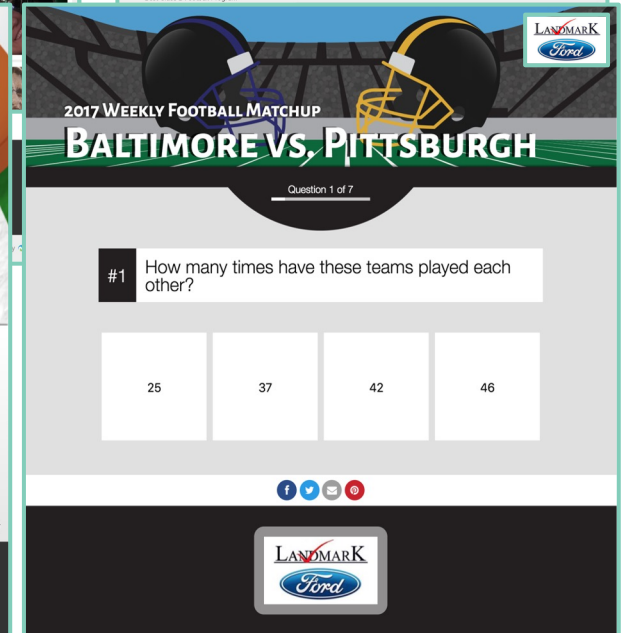 LANDMARK
Ford
2017 WEEKLY FOOTBALL MATCHUP
BALTIMORE VS. PITTSBURGH
Question 1 of 7
#1
How many times have these teams played each
other?
25
37
42
46
LANDMARK
Ford